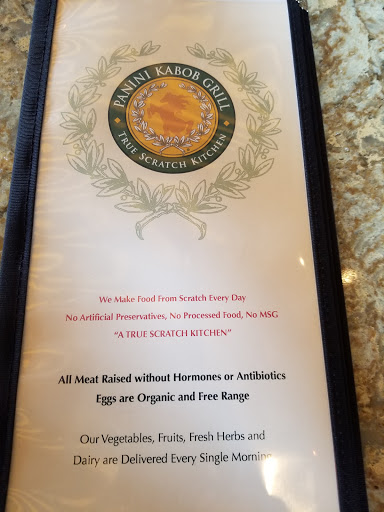 PANINI KABOB GRILL
TRUE SCRATCH KITCHEN
We Make Food From Scratch Every Day
No Artificial Preservatives, No Processed Food, No MSG
"A TRUE SCRATCH KITCHEN"
All Meat Raised without Hormones or Antibiotics
Eggs are Organic and Free Range
Our Vegetables, Fruits, Fresh Herbs and
Dairy are Delivered Every Single Morning